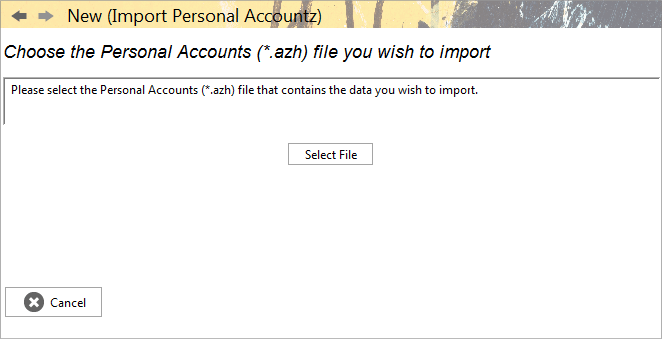 New (Import Personal Accountz)
Choose the Personal Accounts (*.azh) file you wish to import
Please select the Personal Accounts (*.azh) file that contains the data you wish to import.
Select File
Cancel